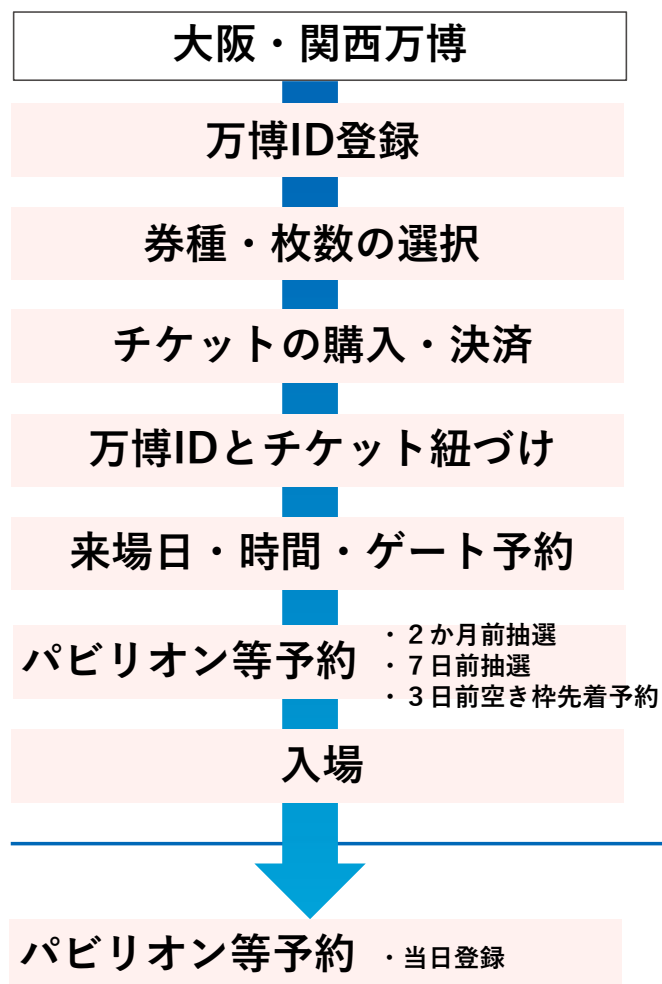 大阪・関西万博
万博ID登録
券種・枚数の選択
チケットの購入・決済
万博IDとチケット紐づけ
来場日・時間・ゲート予約
パビリオン等予約
・２か月前抽選
・７日前抽選
・３日前空き枠先着予約
入場
パビリオン等予約 ・当日登録